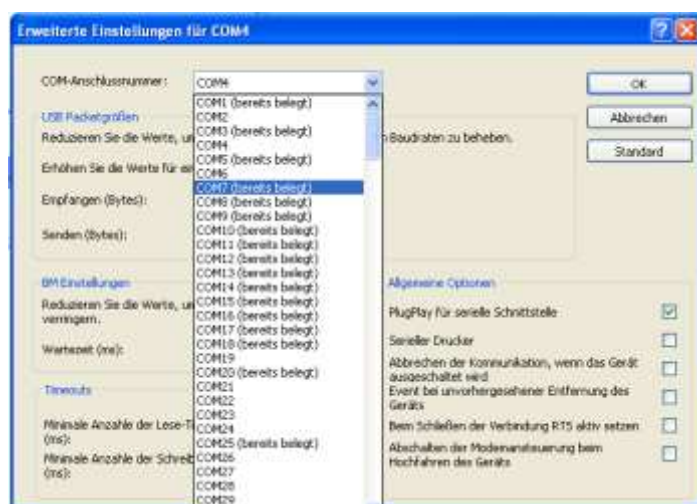 Erweiterte Einstellungen für COM4
COM-Anschlussnummer:
COM4
OK
Abbrechen
Standard
COM1 (bereits belegt)
COM2
COM3 (bereits belegt)
COM4
COM5 (bereits belegt)
COM6
COM7 (bereits belegt)
COM8 (bereits belegt)
COM9 (bereits belegt)
COM10 (bereits belegt)
COM11 (bereits belegt)
COM12 (bereits belegt)
COM13 (bereits belegt)
COM14 (bereits belegt)
COM15 (bereits belegt)
COM16 (bereits belegt)
COM17 (bereits belegt)
COM18 (bereits belegt)
COM19
COM20 (bereits belegt)
COM21
COM22
COM23
COM24
COM25 (bereits belegt)
COM26
COM27
COM28
COM29
USB Packetgrößen
Reduzieren Sie die Werte, un
n Baudraten zu beheben.
Erhöhen Sie die Werte für
Empfangen (Bytes):
Senden (Bytes):
BM Einstellungen
Reduzieren Sie die Werte, un
verringern.
Wartezeit (ms):
Timeouts
Minimale Anzahle der Lese-Ti
(ms):
Minimale Anzahle der Schreib
(ms):
Allgemeine Optionen
PlugPlay für serielle Schnittstelle
Serieller Drucker
Abbrechen der Kommunikation, wenn das Gerät
ausgeschaltet wird
Event bei unvorhergesehener Entfernung des
Geräts
Beim Schließen der Verbindung RTS aktiv setzen
Abschalten der Modemansteuerung beim
Hochfahren des Geräts